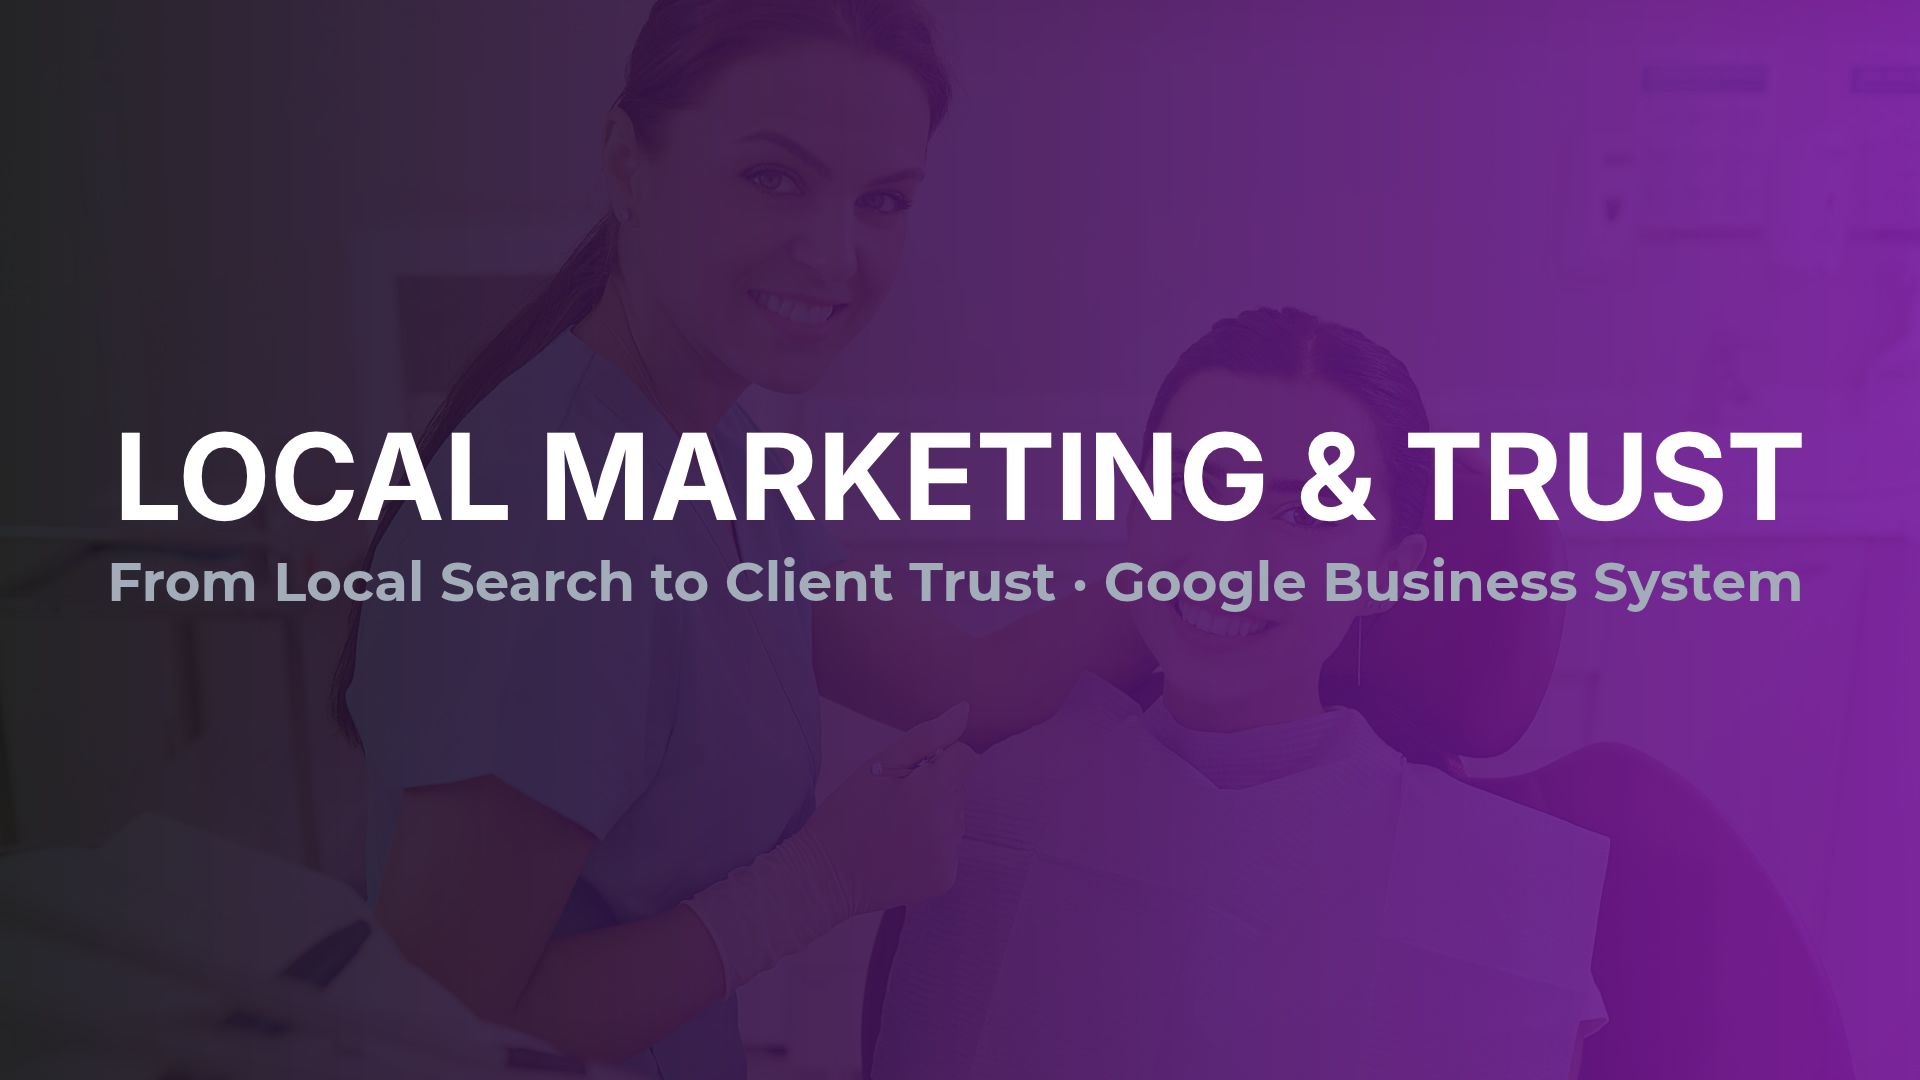 LOCAL MARKETING & TRUST
From Local Search to Client Trust • Google Business System